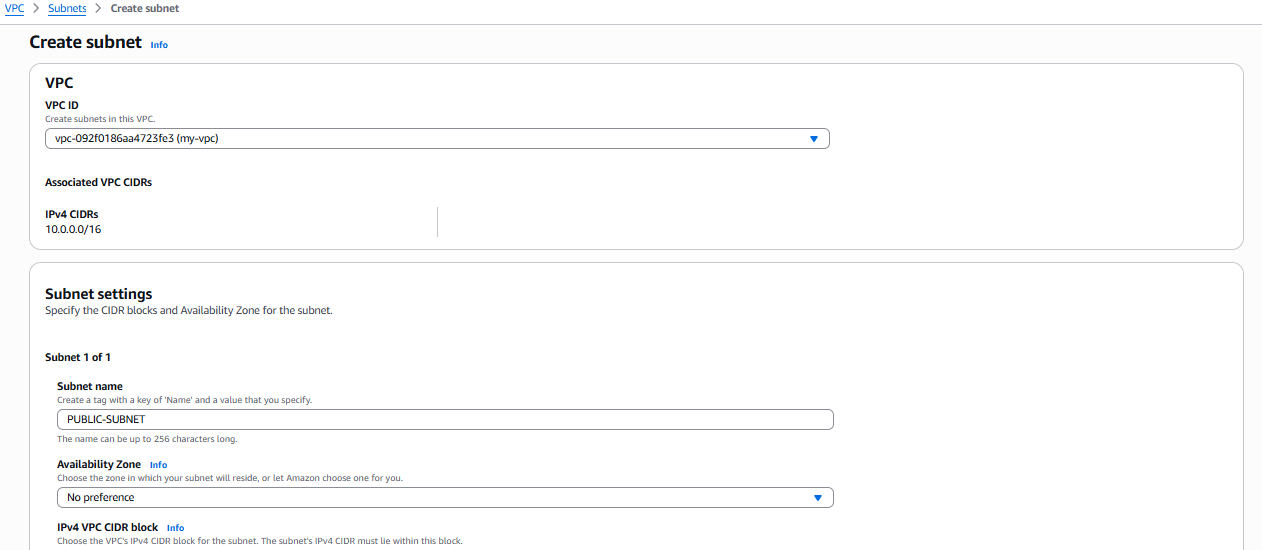 VPC > Subnets > Create subnet
Create subnet Info
VPC
VPC ID
Create subnets in this VPC.
vpc-092f0186aa4723fe3 (my-vpc)
Associated VPC CIDRs
IPv4 CIDRs
10.0.0.0/16
Subnet settings
Specify the CIDR blocks and Availability Zone for the subnet.
Subnet 1 of 1
Subnet name
Create a tag with a key of 'Name' and a value that you specify.
PUBLIC-SUBNET
The name can be up to 256 characters long.
Availability Zone Info
Choose the zone in which your subnet will reside, or let Amazon choose one for you.
No preference
IPv4 VPC CIDR block Info
Choose the VPC's IPv4 CIDR block for the subnet. The subnet's IPv4 CIDR must lie within this block.